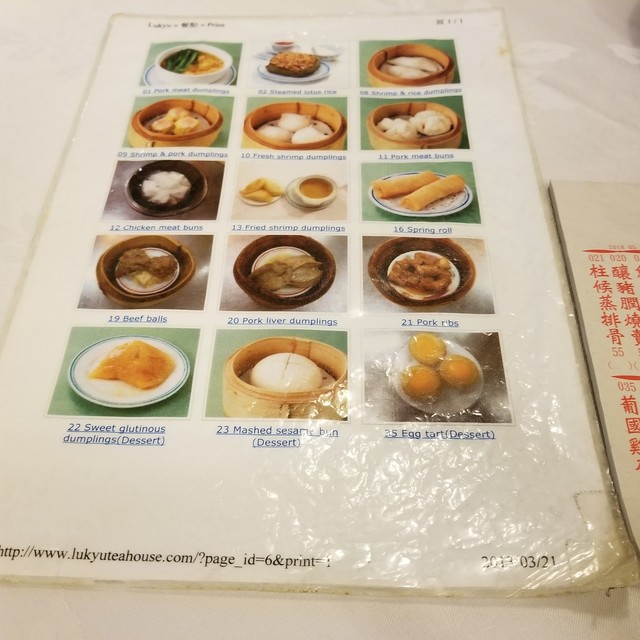 Lukyu » 餐點 » Print
頁 1 / 1
01 Pork meat dumplings
02 Steamed lotus rice
08 Shrimp & rice dumplings
09 Shrimp & pork dumplings
10 Fresh shrimp dumplings
11 Pork meat buns
12 Chicken meat buns
13 Fried shrimp dumplings
16 Spring roll
19 Beef balls
20 Pork liver dumplings
21 Pork ribs
22 Sweet glutinous
dumplings(Dessert)
23 Mashed sesame bun
(Dessert)
25 Egg tart(Dessert)
http://www.lukyuteahouse.com/?page_id=6&print=1
2013/03/21
021 020
釀豬膶燒賣
柱候蒸排骨
55
035
葡國雞